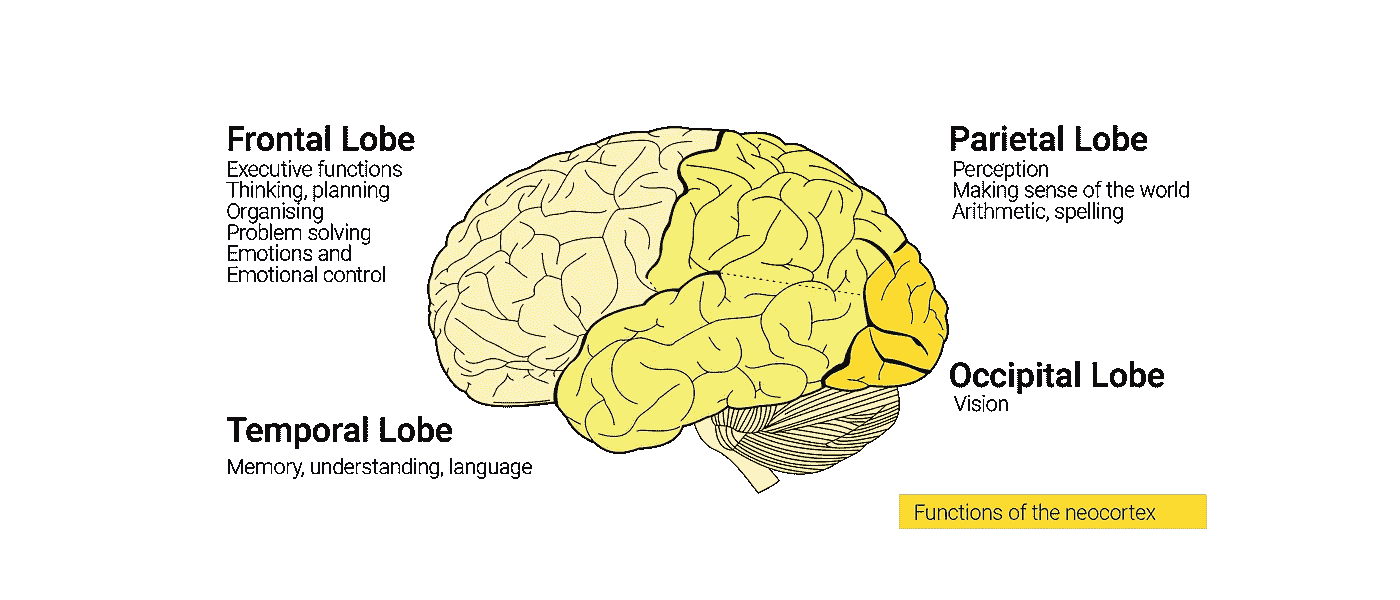 Frontal Lobe
Executive functions
Thinking, planning
Organising
Problem solving
Emotions and
Emotional control
Parietal Lobe
Perception
Making sense of the world
Arithmetic, spelling
Temporal Lobe
Memory, understanding, language
Occipital Lobe
Vision
Functions of the neocortex